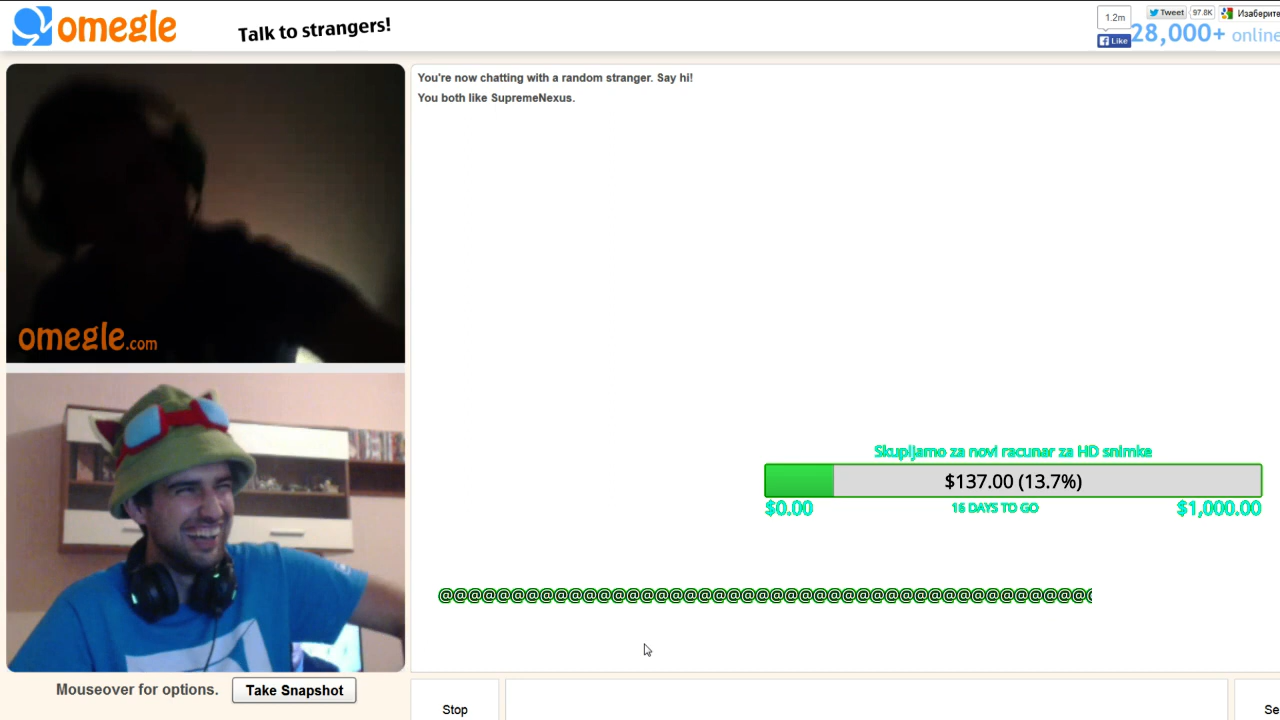 omegle
Talk to strangers!
1.2m
Like
Tweet
97.8K
Изаберите
28,000+ online
You're now chatting with a random stranger. Say hi!
You both like SupremeNexus.
omegle.com
Skupljamo za novi racunar za HD snimke
$137.00 (13.7%)
$0.00
16 DAYS TO GO
$1,000.00
Mouseover for options.
Take Snapshot
Stop
Se